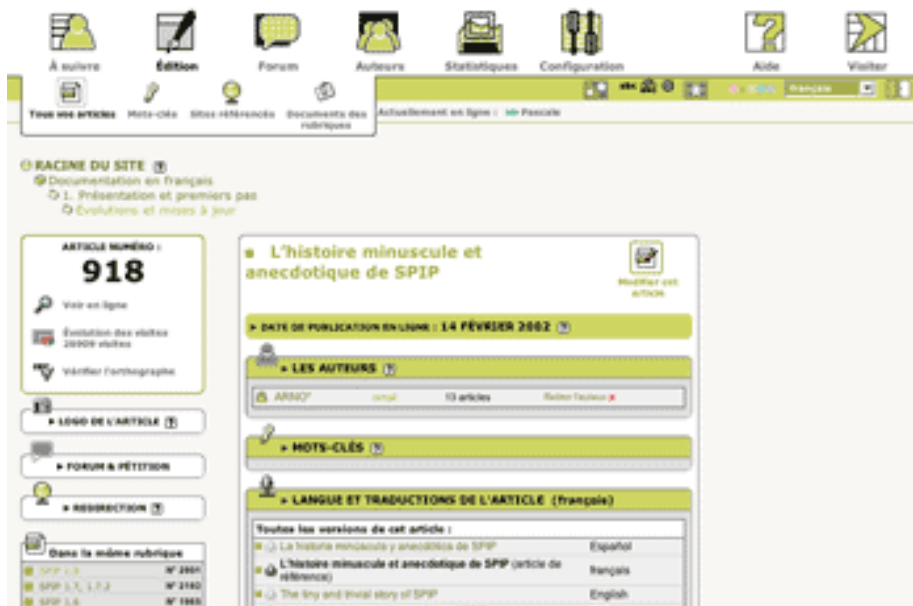 À suivre
Édition
Forum
Auteurs
Statistiques
Configuration
Aide
Visiter
Tous vos articles
Mots-clés
Sites référencés
Documents des
rubriques
Actuellement en ligne : Pascale
français
RACINE DU SITE
Documentation en français
1. Présentation et premiers pas
Évolutions et mises à jour
ARTICLE NUMÉRO :
918
Voir en ligne
Évolution des visites
visites
Vérifier l'orthographe
LOGO DE L'ARTICLE
FORUM & PÉTITION
REDIRECTION
Dans la même rubrique
SPIP 1.7, 1.7.2
L'histoire minuscule et
anecdotique de SPIP
Modifier cet
article
DATE DE PUBLICATION EN LIGNE : 14 FÉVRIER 2002
LES AUTEURS
ARNO*
email
13 articles
Retirer l'auteur
MOTS-CLÉS
LANGUE ET TRADUCTIONS DE L'ARTICLE (français)
Toutes les versions de cet article :
La historia minúscula y anecdótica de SPIP
Español
L'histoire minuscule et anecdotique de SPIP (article de
référence)
français
The tiny and trivial story of SPIP
English